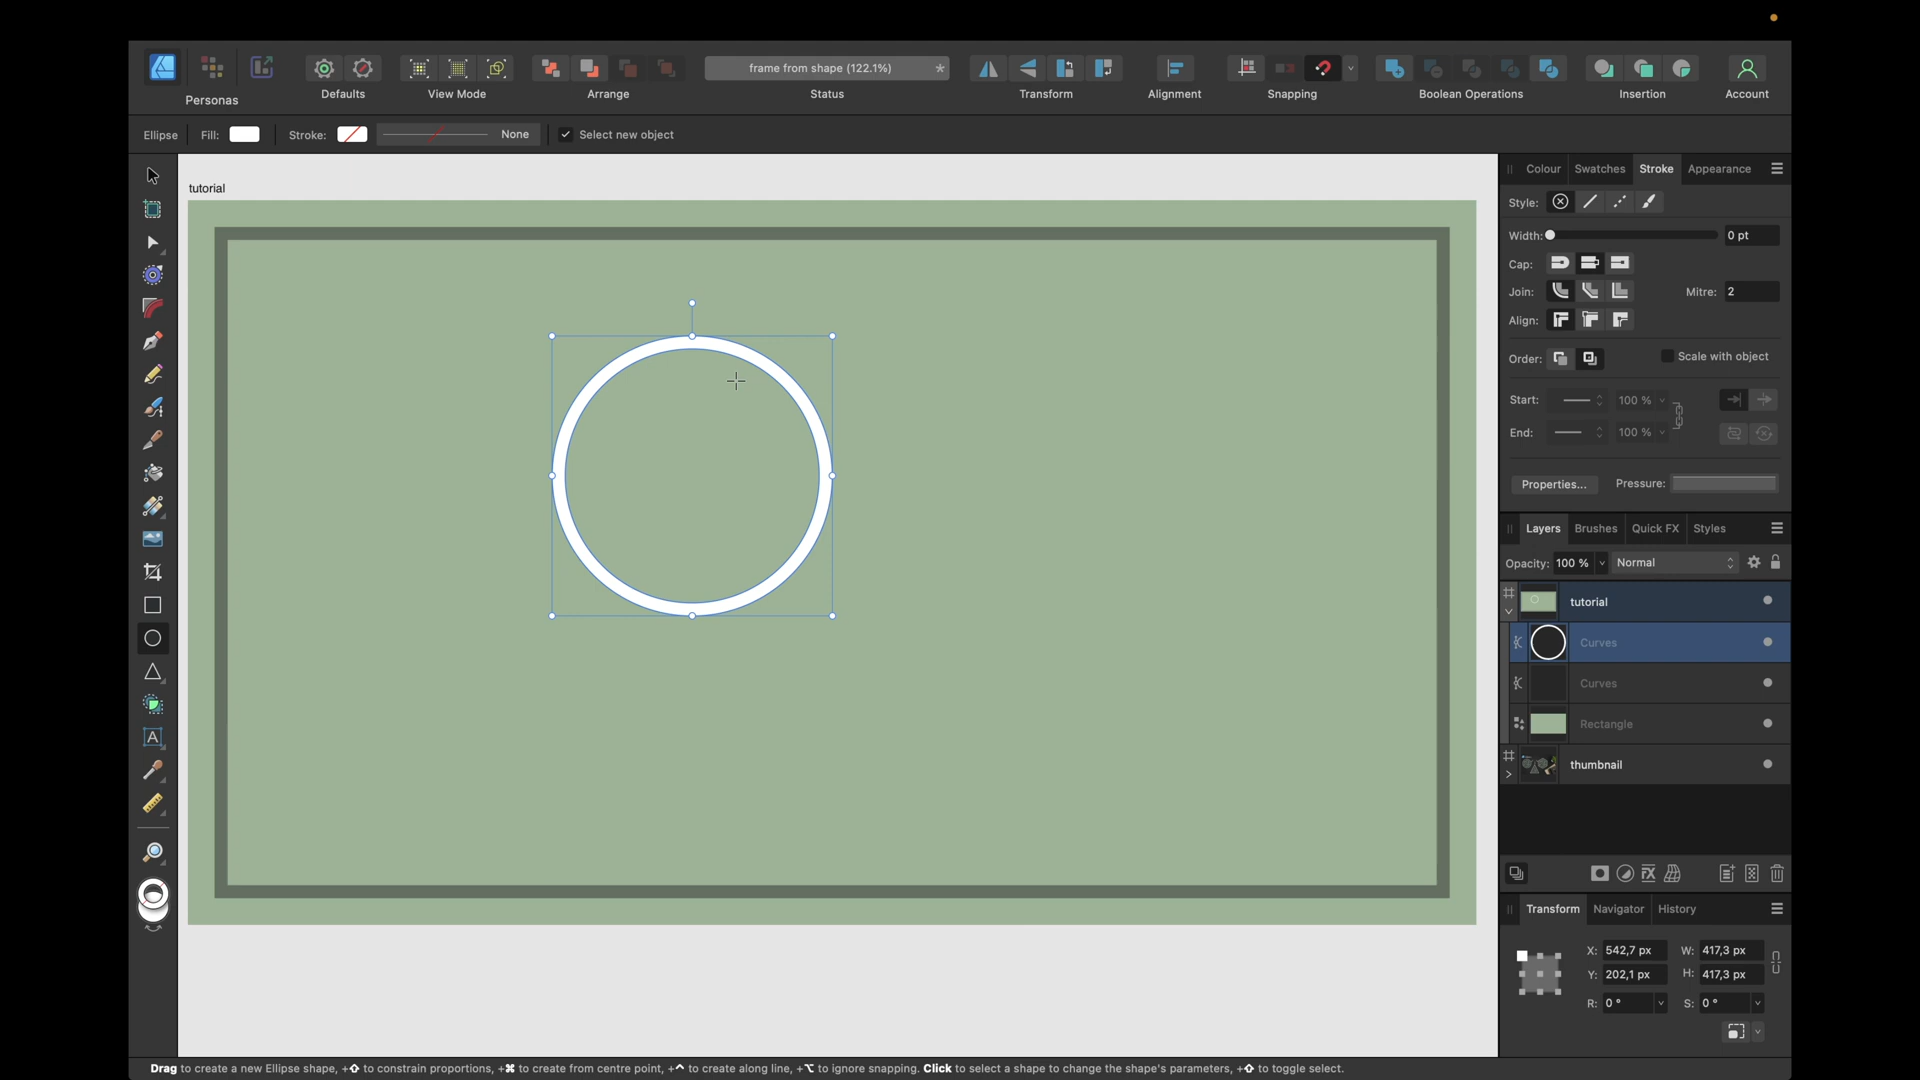 frame from shape (122.1%) *
Personas Defaults View Mode Arrange Status Transform Alignment Snapping Boolean Operations Insertion Account
Ellipse Fill: Stroke: None Select new object
tutorial
Colour Swatches Stroke Appearance
Style:
Width: 0 pt
Cap:
Join: Mitre: 2
Align:
Order: Scale with object
Start: 100 %
End: 100 %
Properties... Pressure:
Layers Brushes Quick FX Styles
Opacity: 100 % Normal
tutorial
Curves
Curves
Rectangle
thumbnail
Transform Navigator History
X: 542,7 px W: 417,3 px
Y: 202,1 px H: 417,3 px
R: 0 ° S: 0 °
Drag to create a new Ellipse shape, +⇧ to constrain proportions, +⌘ to create from centre point, +^ to create along line, +⌥ to ignore snapping. Click to select a shape to change the shape's parameters, +⇧ to toggle select.